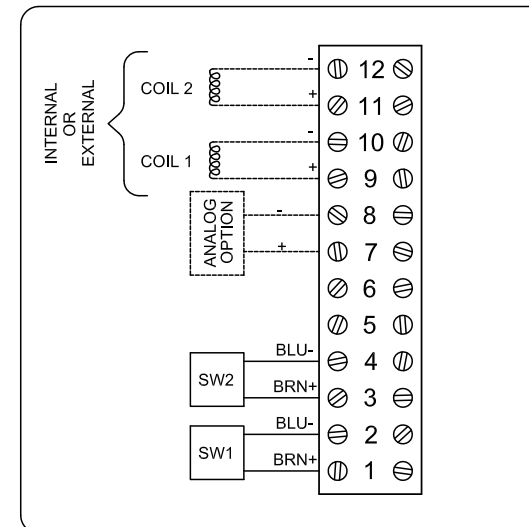 INTERNAL
OR
EXTERNAL
COIL 2
-
+
COIL 1
-
+
ANALOG
OPTION
-
+
12
11
10
9
8
7
6
5
4
3
2
1
SW2
BLU-
BRN+
SW1
BLU-
BRN+